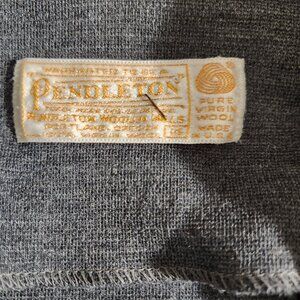 WARRANTED TO BE A
PENDLETON
PENDLETON WOOLEN MILLS
PORTLAND, OREGON
PURE
VIRGIN
WOOL
MADE